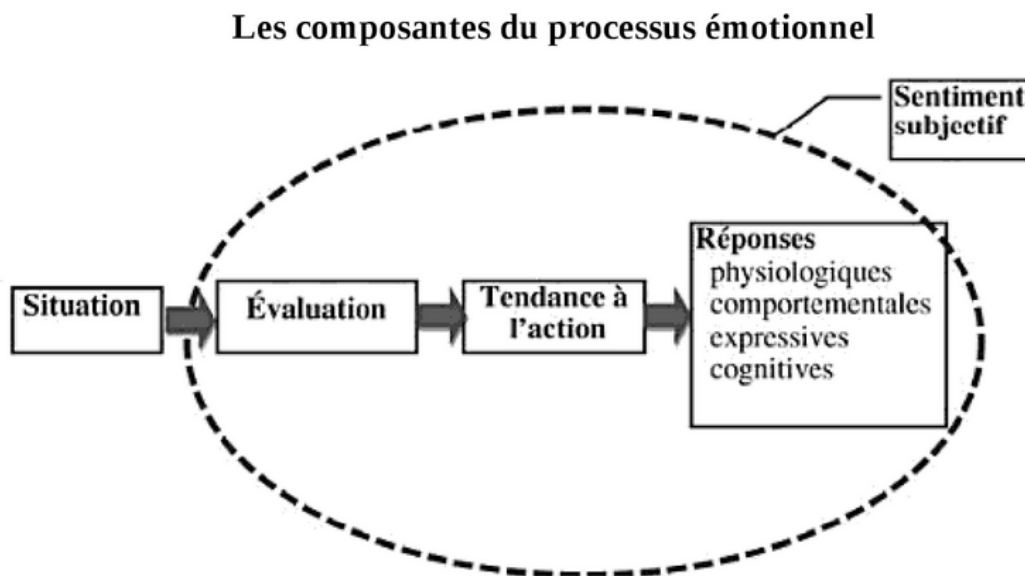 Les composantes du processus émotionnel
Sentiment
subjectif
Situation
Évaluation
Tendance à
l'action
Réponses
physiologiques
comportementales
expressives
cognitives